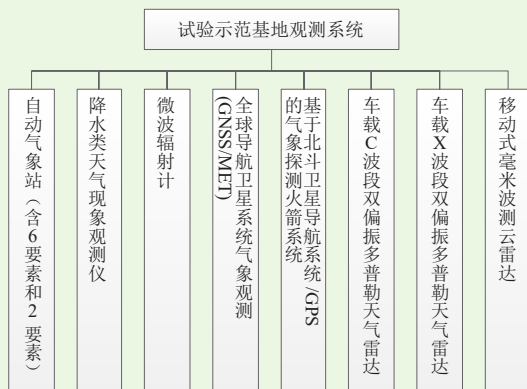 试验示范基地观测系统
自动气象站（含6要素和2要素）
降水类天气现象观测仪
微波辐射计
全球导航卫星系统气象观测
(GNSS/MET)
基于北斗卫星导航系统/GPS
的气象探测火箭系统
车载C波段双偏振多普勒天气雷达
车载X波段双偏振多普勒天气雷达
移动式毫米波测云雷达